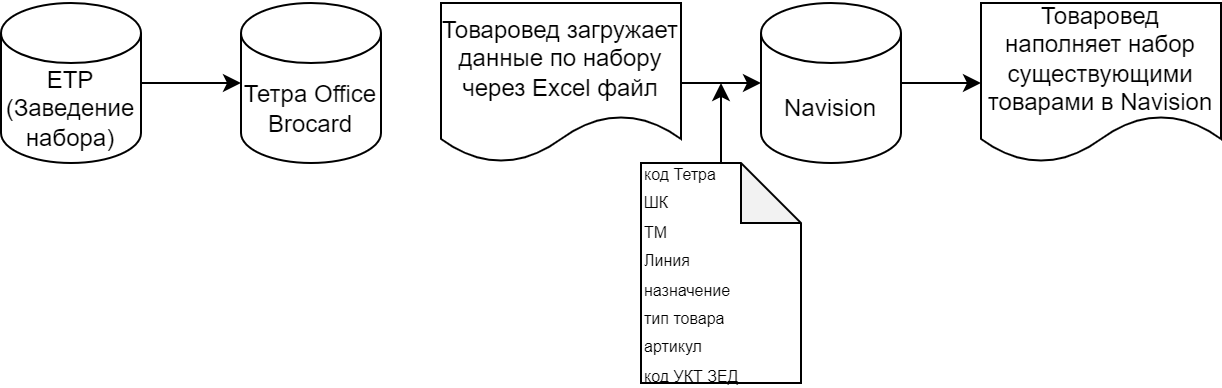 ETP
(Заведение
набора)
Тетра Office
Brocard
Товаровед загружает
данные по набору
через Excel файл
Navision
Товаровед
наполняет набор
существующими
товарами в Navision
код Тетра
ШК
ТМ
Линия
назначение
тип товара
артикул
код УКТ ЗЕД